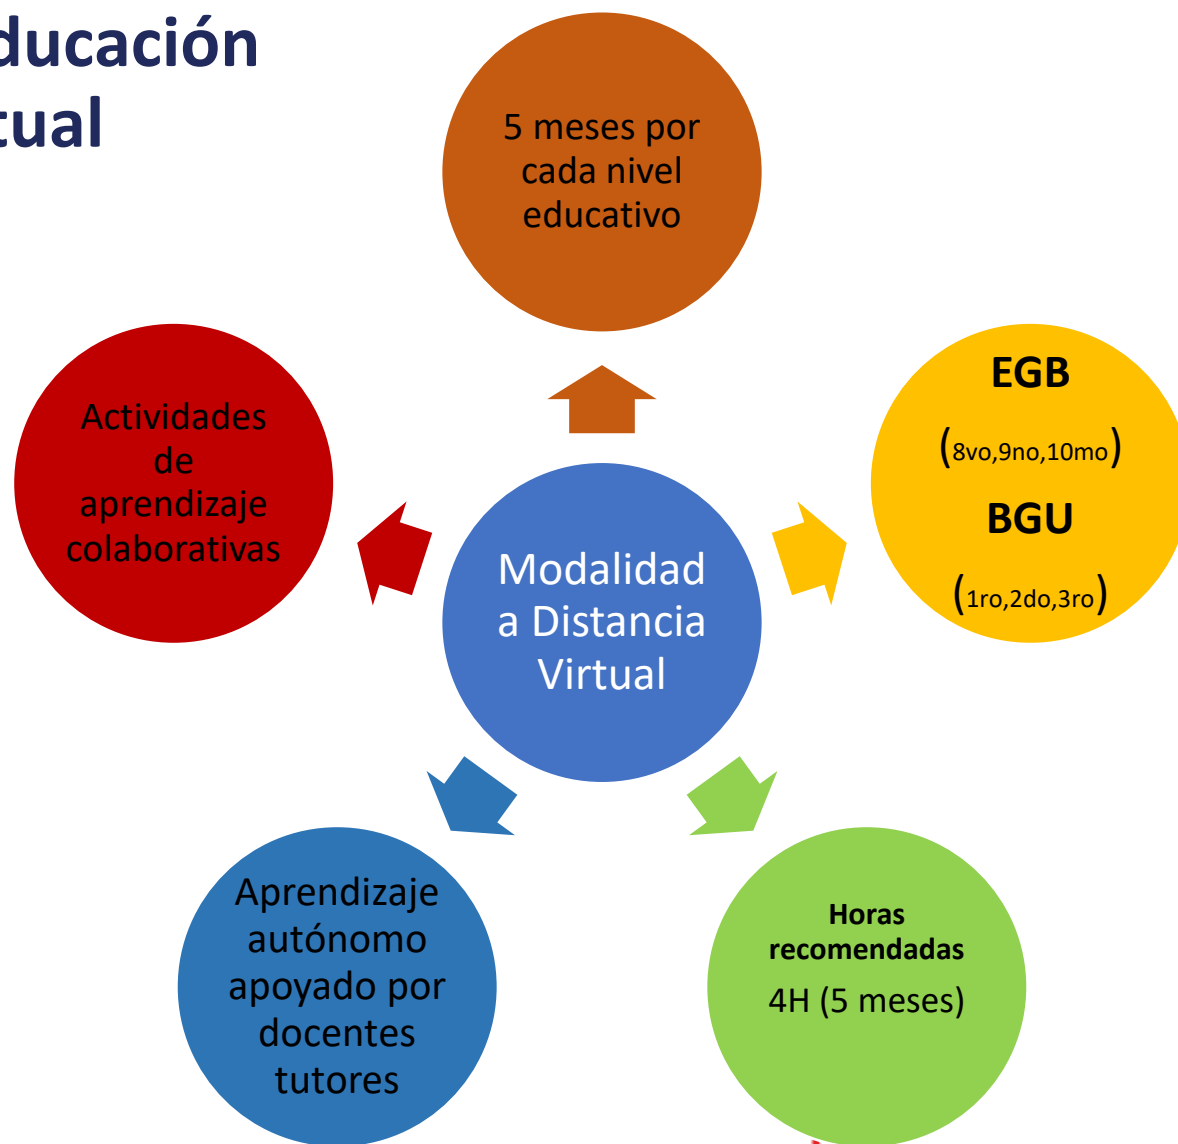 ducación
tual
5 meses por
cada nivel
educativo
EGB
(8vo,9no,10mo)
BGU
(1ro,2do,3ro)
Actividades
de
aprendizaje
colaborativas
Modalidad
a Distancia
Virtual
Aprendizaje
autónomo
apoyado por
docentes
tutores
Horas
recomendadas
4H (5 meses)